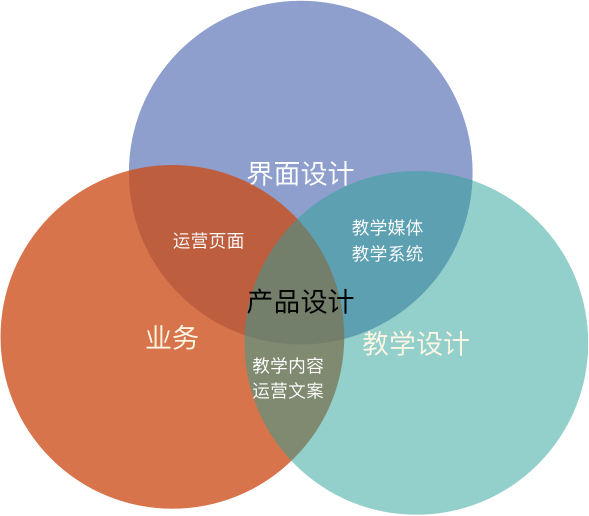 界面设计
运营页面
教学媒体
教学系统
产品设计
业务
教学设计
教学内容
运营文案